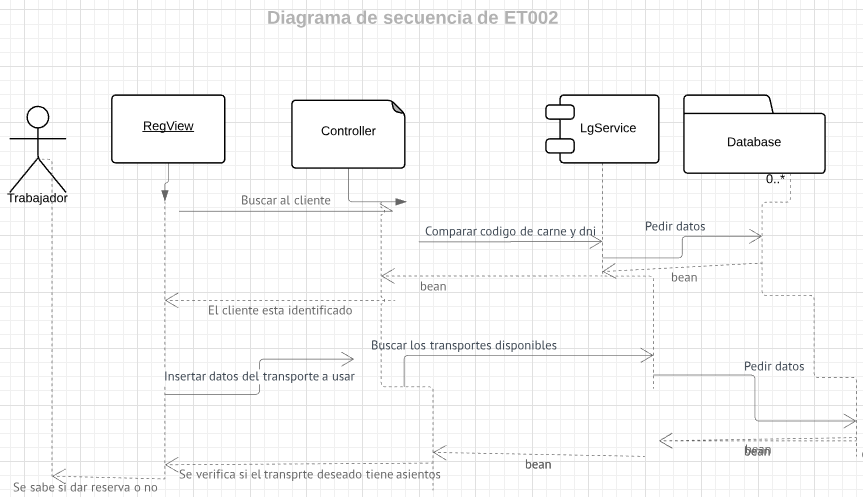 Diagrama de secuencia de ET002
RegView
Controller
LgService
Database
0..*
Trabajador
Buscar al cliente
Comparar codigo de carne y dni
Pedir datos
bean
bean
El cliente esta identificado
Buscar los transportes disponibles
Insertar datos del transporte a usar
Pedir datos
bean
bean
bean
Se verifica si el transprte deseado tiene asientos
Se sabe si dar reserva o no